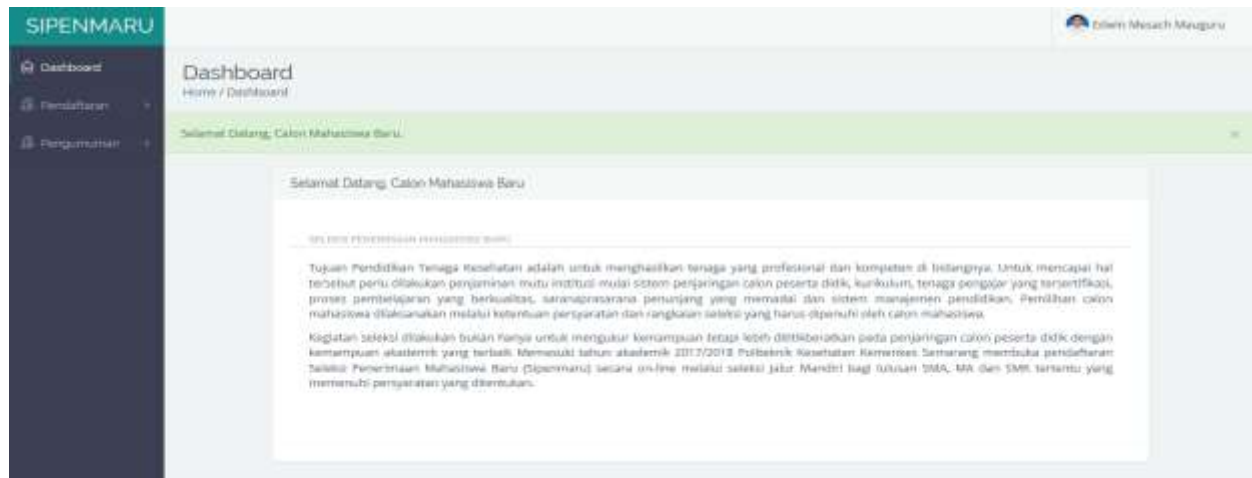 SIPENMARU
Edwin Mesach Mauguru
Dashboard
Dashboard
Home / Dashboard
Pendaftaran
Pengumuman
Selamat Datang, Calon Mahasiswa Baru.
Selamat Datang, Calon Mahasiswa Baru
SELEKSI PENERIMAAN MAHASISWA BARU
Tujuan Pendidikan Tenaga Kesehatan adalah untuk menghasilkan tenaga yang profesional dan kompeten di bidangnya. Untuk mencapai hal
tersebut perlu dilakukan penjaminan mutu institusi mulai sistem penjaringan calon peserta didik, kurikulum, tenaga pengajar yang tersertifikasi,
proses pembelajaran yang berkualitas, saranaprasarana penunjang yang memadai dan sistem manajemen pendidikan. Pemilihan calon
mahasiswa dilaksanakan melalui ketentuan persyaratan dan rangkaian seleksi yang harus dipenuhi oleh calon mahasiswa.
Kegiatan seleksi dilakukan bukan hanya untuk mengukur kemampuan tetapi lebih dititikberatkan pada penjaringan calon peserta didik dengan
kemampuan akademik yang terbaik. Memasuki tahun akademik 2017/2018 Politeknik Kesehatan Kemenkes Semarang membuka pendaftaran
Seleksi Penerimaan Mahasiswa Baru (Sipenmaru) secara on-line melalui seleksi jalur Mandiri bagi lulusan SMA, MA dan SMK tertentu yang
memenuhi persyaratan yang ditentukan.